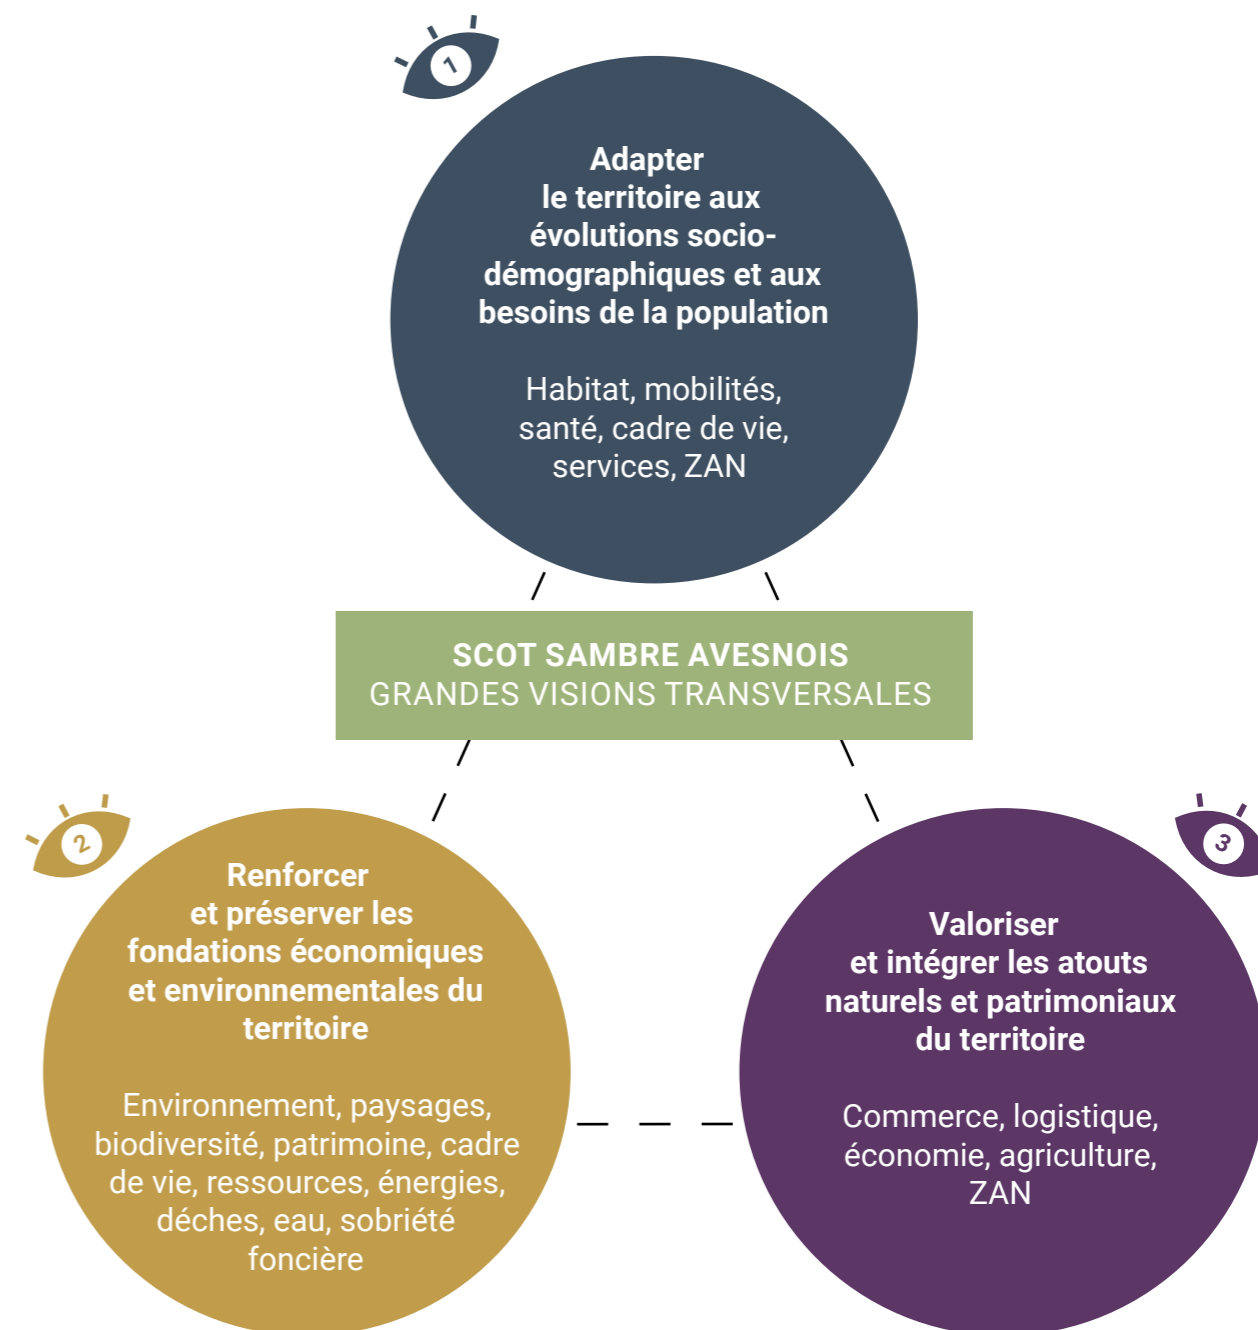 1
Adapter
le territoire aux
évolutions socio-
démographiques et aux
besoins de la population
Habitat, mobilités,
santé, cadre de vie,
services, ZAN
SCOT SAMBRE AVESNOIS
GRANDES VISIONS TRANSVERSALES
2
Renforcer
et préserver les
fondations économiques
et environnementales du
territoire
Environnement, paysages,
biodiversité, patrimoine, cadre
de vie, ressources, énergies,
déches, eau, sobriété
foncière
3
Valoriser
et intégrer les atouts
naturels et patrimoniaux
du territoire
Commerce, logistique,
économie, agriculture,
ZAN